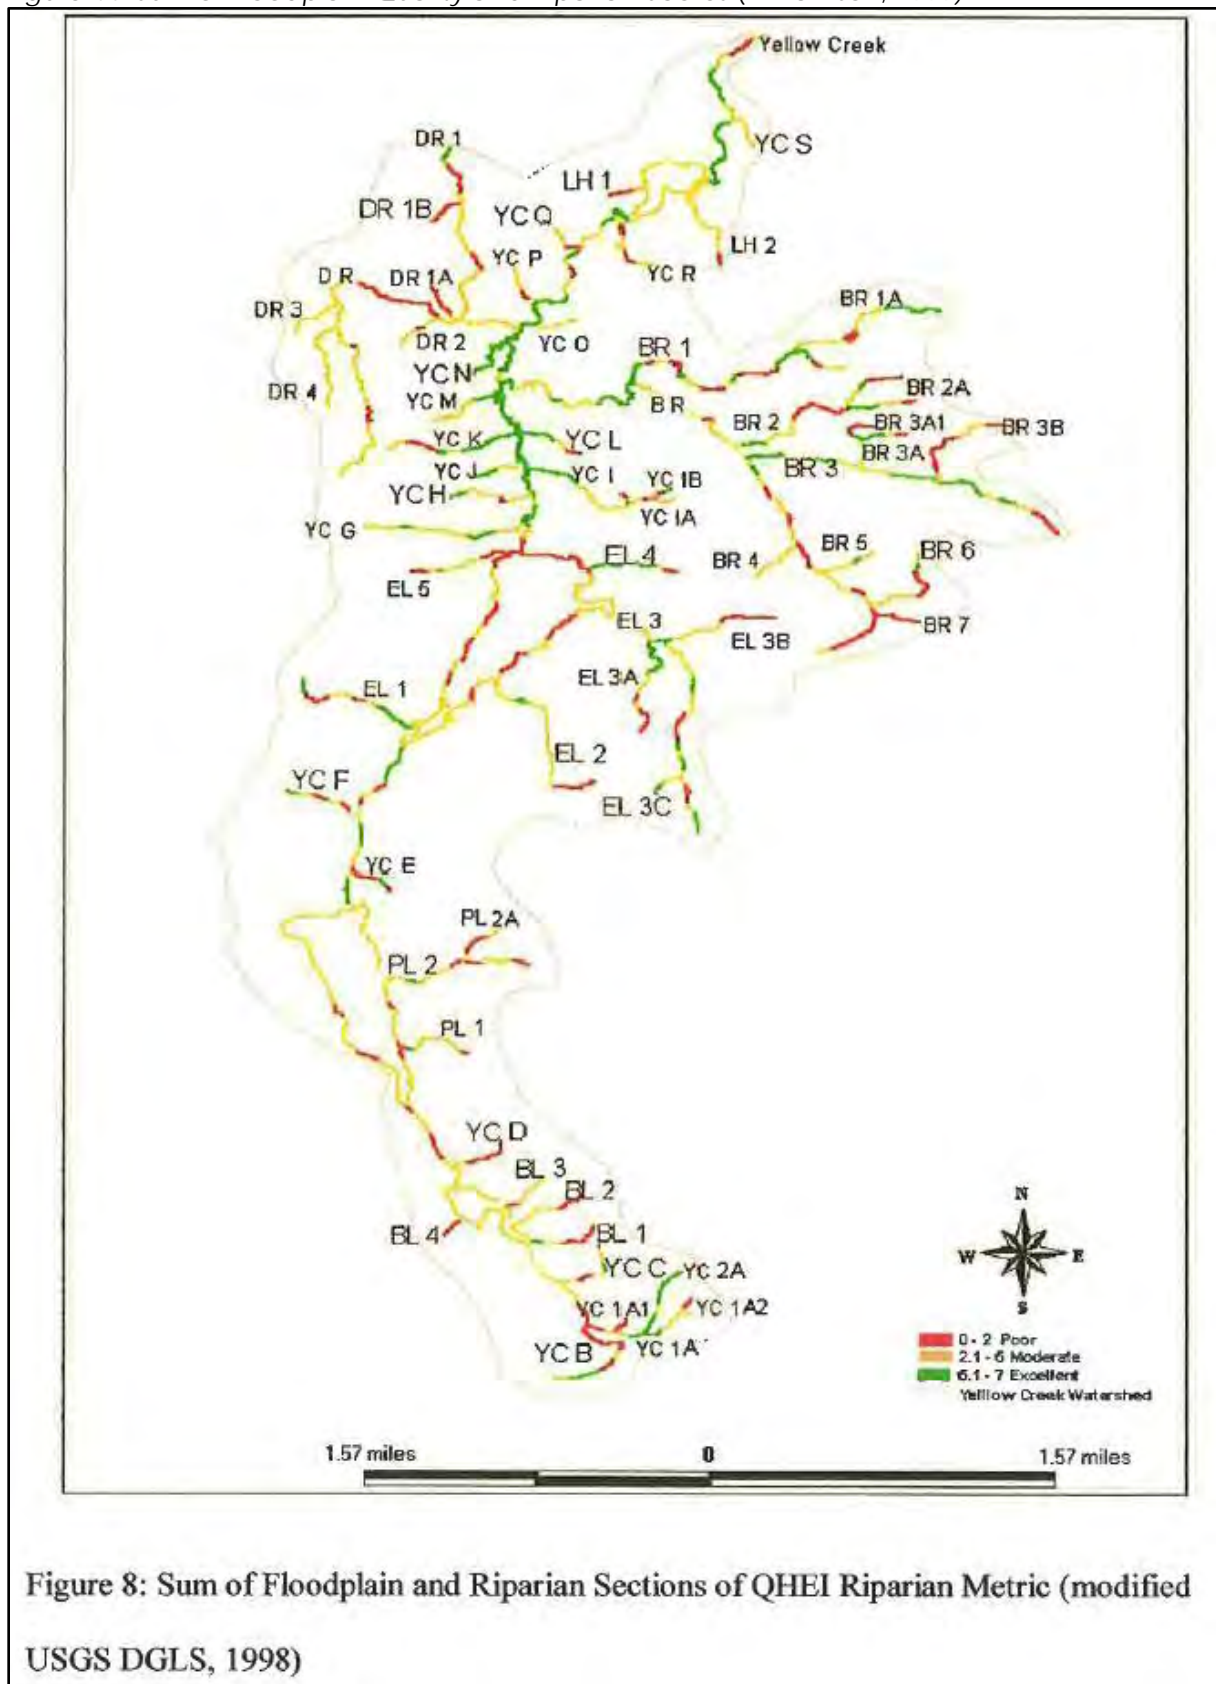 Yellow Creek
DR 1
YC S
LH 1
DR 1B
YC Q
LH 2
YC P
YC R
D R
DR 1A
BR 1A
DR 3
DR 2
YC O
BR 1
YC N
DR 4
YC M
B R
BR 2A
BR 2
BR 3A1
BR 3B
YC K
YC L
BR 3A
YC J
YC I
YC 1B
BR 3
YC H
YC 1A
YC G
EL 4
BR 4
BR 5
BR 6
EL 5
EL 3
BR 7
EL 3B
EL 3A
EL 1
EL 2
YC F
EL 3C
YC E
PL 2A
PL 2
PL 1
YC D
BL 3
BL 2
N
BL 4
BL 1
W
E
YC C
YC 2A
S
YC 1A1
YC 1A2
YC B
YC 1A
0 - 2 Poor
2.1 - 6 Moderate
6.1 - 7 Excellent
Yelllow Creek Watershed
1.57 miles 0 1.57 miles
Figure 8: Sum of Floodplain and Riparian Sections of QHEI Riparian Metric (modified
USGS DGLS, 1998)